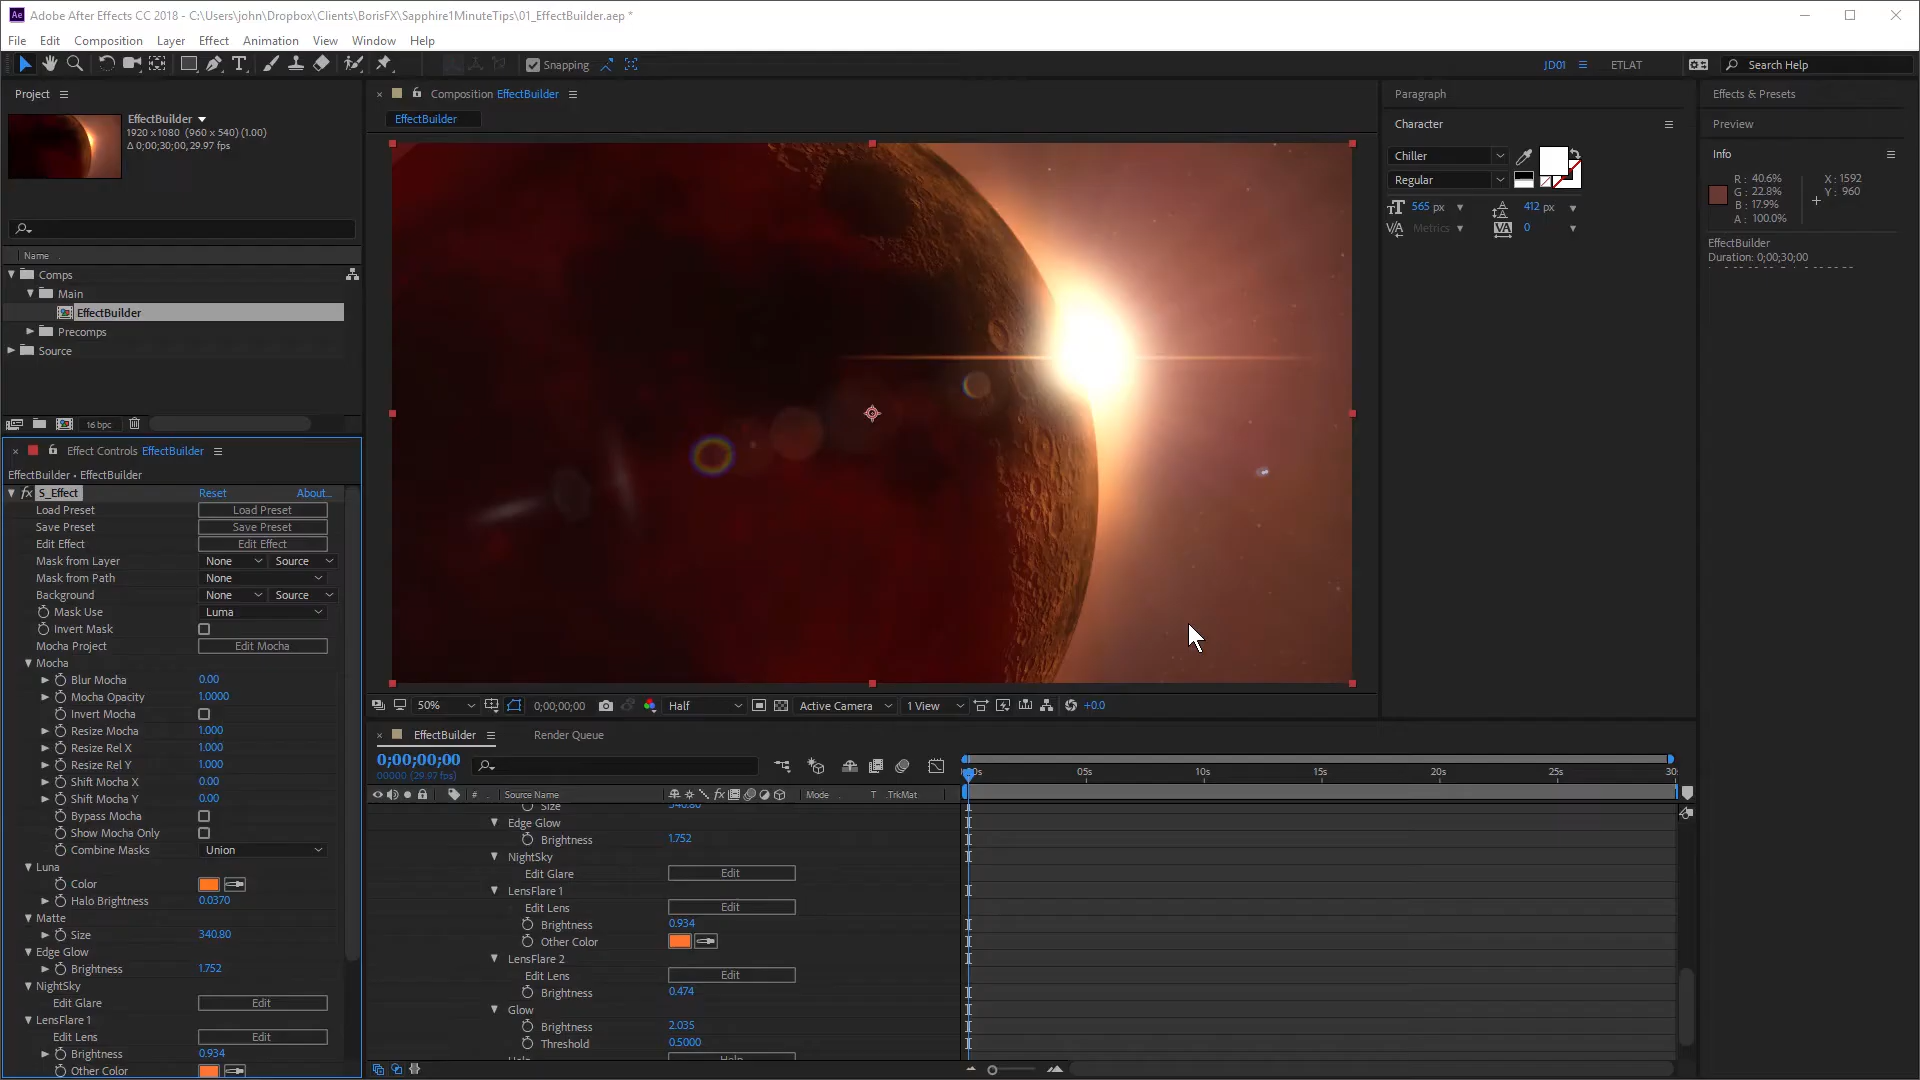 Adobe After Effects CC 2018 - C:\Users\john\Dropbox\Clients\BorisFX\Sapphire1MinuteTips\01_EffectBuilder.aep *
File Edit Composition Layer Effect Animation View Window Help
Snapping
JD01
ETLAT
Search Help
Project
EffectBuilder
1920 x 1080 (960 x 540) (1.00)
Δ 0;00;30;00, 29.97 fps
Name
Comps
Main
EffectBuilder
Precomps
Source
16 bpc
Effect Controls EffectBuilder
EffectBuilder • EffectBuilder
fx S_Effect Reset About...
Load Preset Load Preset
Save Preset Save Preset
Edit Effect Edit Effect
Mask from Layer None Source
Mask from Path None
Background None Source
Mask Use Luma
Invert Mask
Mocha Project Edit Mocha
Mocha
Blur Mocha 0.00
Mocha Opacity 1.0000
Invert Mocha
Resize Mocha 1.000
Resize Rel X 1.000
Resize Rel Y 1.000
Shift Mocha X 0.00
Shift Mocha Y 0.00
Bypass Mocha
Show Mocha Only
Combine Masks Union
Luna
Color
Halo Brightness 0.0370
Matte
Size 340.80
Edge Glow
Brightness 1.752
NightSky
Edit Glare Edit
LensFlare 1
Edit Lens Edit
Brightness 0.934
Other Color
Composition EffectBuilder
EffectBuilder
50% 0;00;00;00 Half Active Camera 1 View +0.0
EffectBuilder Render Queue
0;00;00;00
00000 (29.97 fps)
# Source Name fx Mode T .TrkMat
00s 05s 10s 15s 20s 25s 30s
Size 340.80
Edge Glow
Brightness 1.752
NightSky
Edit Glare Edit
LensFlare 1
Edit Lens Edit
Brightness 0.934
Other Color
LensFlare 2
Edit Lens Edit
Brightness 0.474
Glow
Brightness 2.035
Threshold 0.5000
Help Help
Paragraph
Character
Chiller
Regular
565 px 412 px
Metrics 0
Effects & Presets
Preview
Info
R : 40.6% X : 1592
G : 22.8% Y : 960
B : 17.9%
A : 100.0%
EffectBuilder
Duration: 0;00;30;00